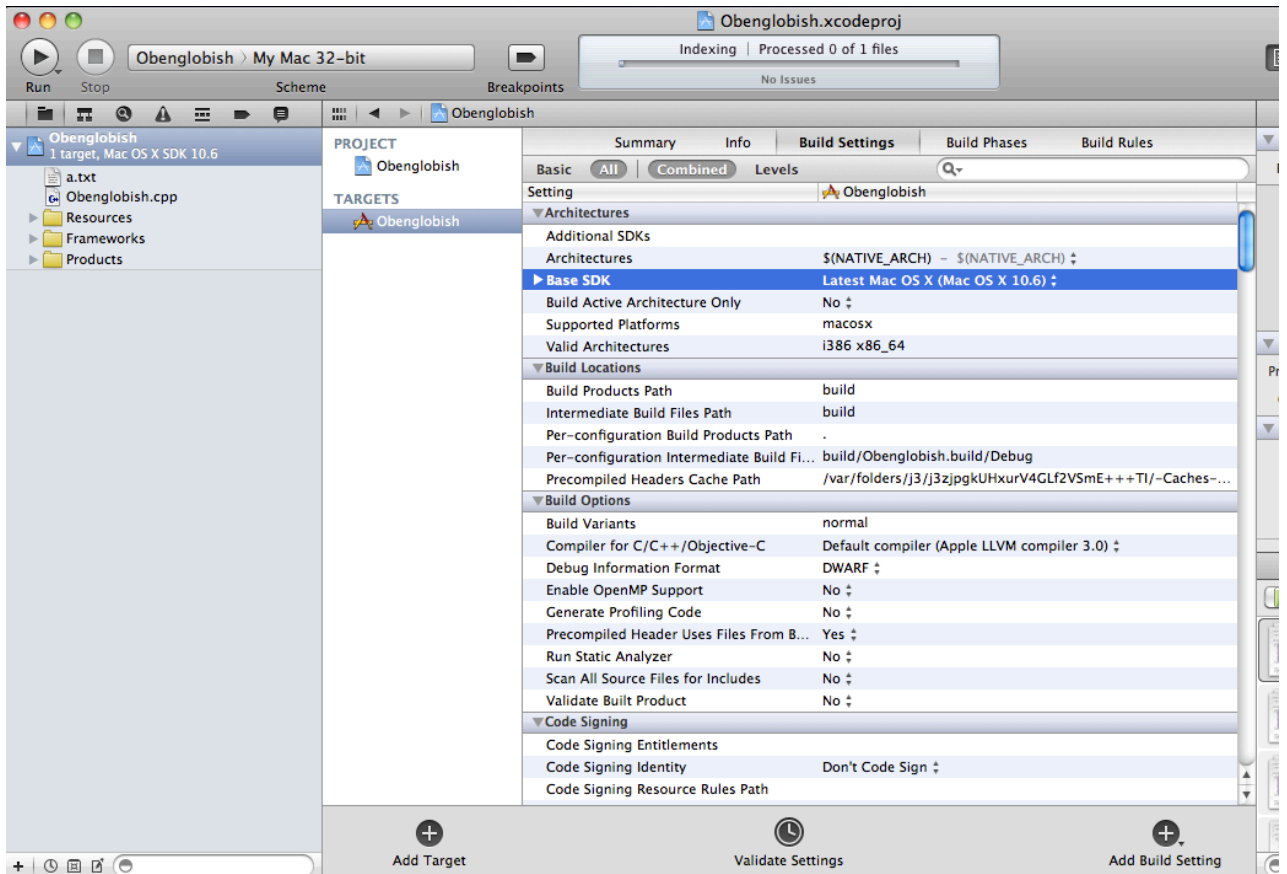 Obenglobish.xcodeproj
Obenglobish > My Mac 32-bit
Indexing | Processed 0 of 1 files
No Issues
Run Stop Scheme Breakpoints
Obenglobish
Obenglobish
1 target, Mac OS X SDK 10.6
a.txt
Obenglobish.cpp
Resources
Frameworks
Products
PROJECT
Obenglobish
TARGETS
Obenglobish
Summary Info Build Settings Build Phases Build Rules
Basic All Combined Levels
Setting Obenglobish
Architectures
Additional SDKs
Architectures $(NATIVE_ARCH) – $(NATIVE_ARCH)
Base SDK Latest Mac OS X (Mac OS X 10.6)
Build Active Architecture Only No
Supported Platforms macosx
Valid Architectures i386 x86_64
Build Locations
Build Products Path build
Intermediate Build Files Path build
Per-configuration Build Products Path .
Per-configuration Intermediate Build Fi... build/Obenglobish.build/Debug
Precompiled Headers Cache Path /var/folders/j3/j3zjpgkUHxurV4GLf2VSmE+++TI/-Caches-...
Build Options
Build Variants normal
Compiler for C/C++/Objective-C Default compiler (Apple LLVM compiler 3.0)
Debug Information Format DWARF
Enable OpenMP Support No
Generate Profiling Code No
Precompiled Header Uses Files From B... Yes
Run Static Analyzer No
Scan All Source Files for Includes No
Validate Built Product No
Code Signing
Code Signing Entitlements
Code Signing Identity Don't Code Sign
Code Signing Resource Rules Path
Add Target Validate Settings Add Build Setting